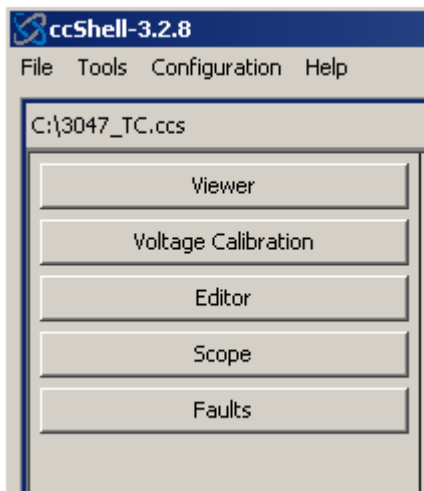 ccShell-3.2.8
File Tools Configuration Help
C:\3047_TC.ccs
Viewer
Voltage Calibration
Editor
Scope
Faults